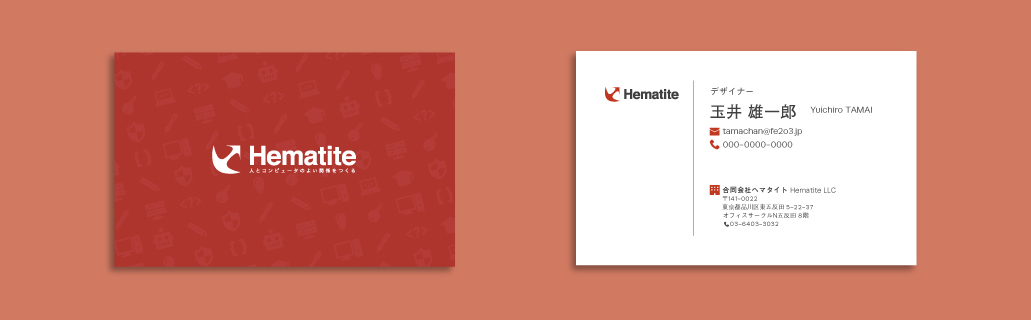 Hematite
人とコンピュータのよい関係をつくる
Hematite
デザイナー
玉井 雄一郎 Yuichiro TAMAI
tamachan@fe2o3.jp
000-0000-0000
合同会社ヘマタイト Hematite LLC
〒141-0022
東京都品川区東五反田 5-22-37
オフィスサークルN五反田 8階
03-6403-3032